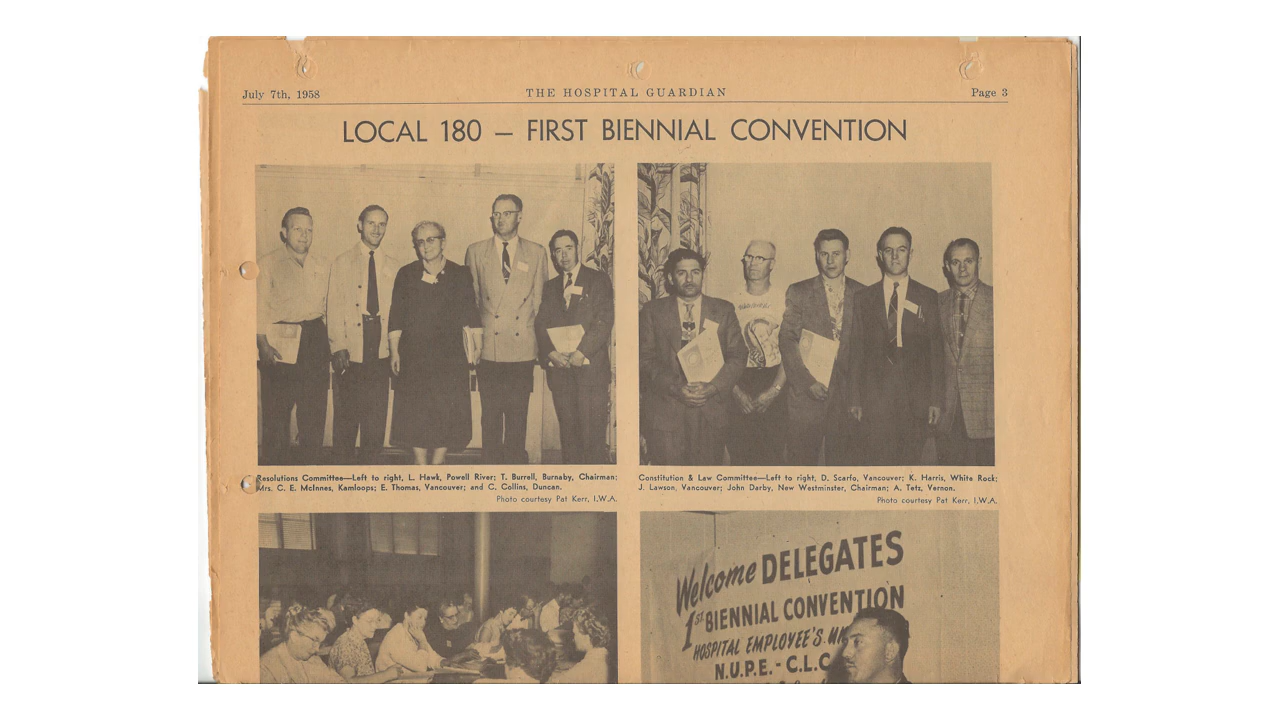 July 7th, 1958
THE HOSPITAL GUARDIAN
Page 3
LOCAL 180 — FIRST BIENNIAL CONVENTION
Resolutions Committee—Left to right, L. Hawk, Powell River; T. Burrell, Burnaby, Chairman;
Mrs. C. E. McInnes, Kamloops; E. Thomas, Vancouver; and C. Collins, Duncan.
Photo courtesy Pat Kerr, I.W.A.
Constitution & Law Committee—Left to right, D. Scarfo, Vancouver; K. Harris, White Rock;
J. Lawson, Vancouver; John Darby, New Westminster, Chairman; A. Tetz, Vernon.
Photo courtesy Pat Kerr, I.W.A.
Welcome DELEGATES
1ST BIENNIAL CONVENTION
HOSPITAL EMPLOYEE'S UN
N.U.P.E. - C.L.C